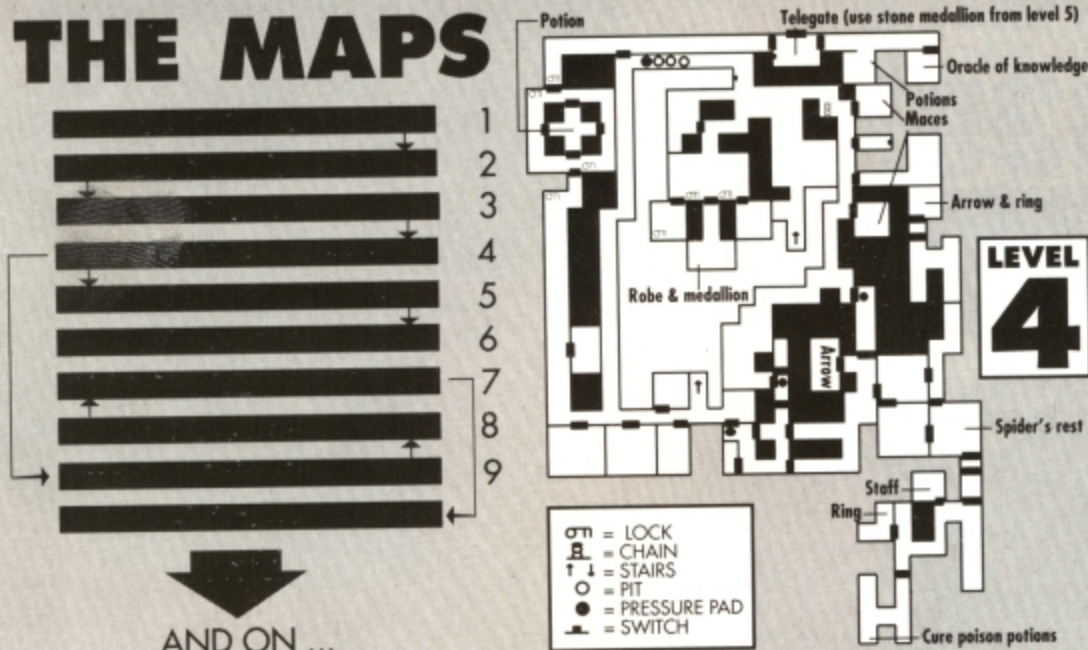 THE MAPS
1
2
3
4
5
6
7
8
9
AND ON ...
Potion
Telegate (use stone medallion from level 5)
Oracle of knowledge
Potions
Maces
Arrow & ring
Robe & medallion
Arrow
LEVEL
4
Spider's rest
Staff
Ring
Cure poison potions
= LOCK
= CHAIN
↑ ↓ = STAIRS
○ = PIT
● = PRESSURE PAD
= SWITCH